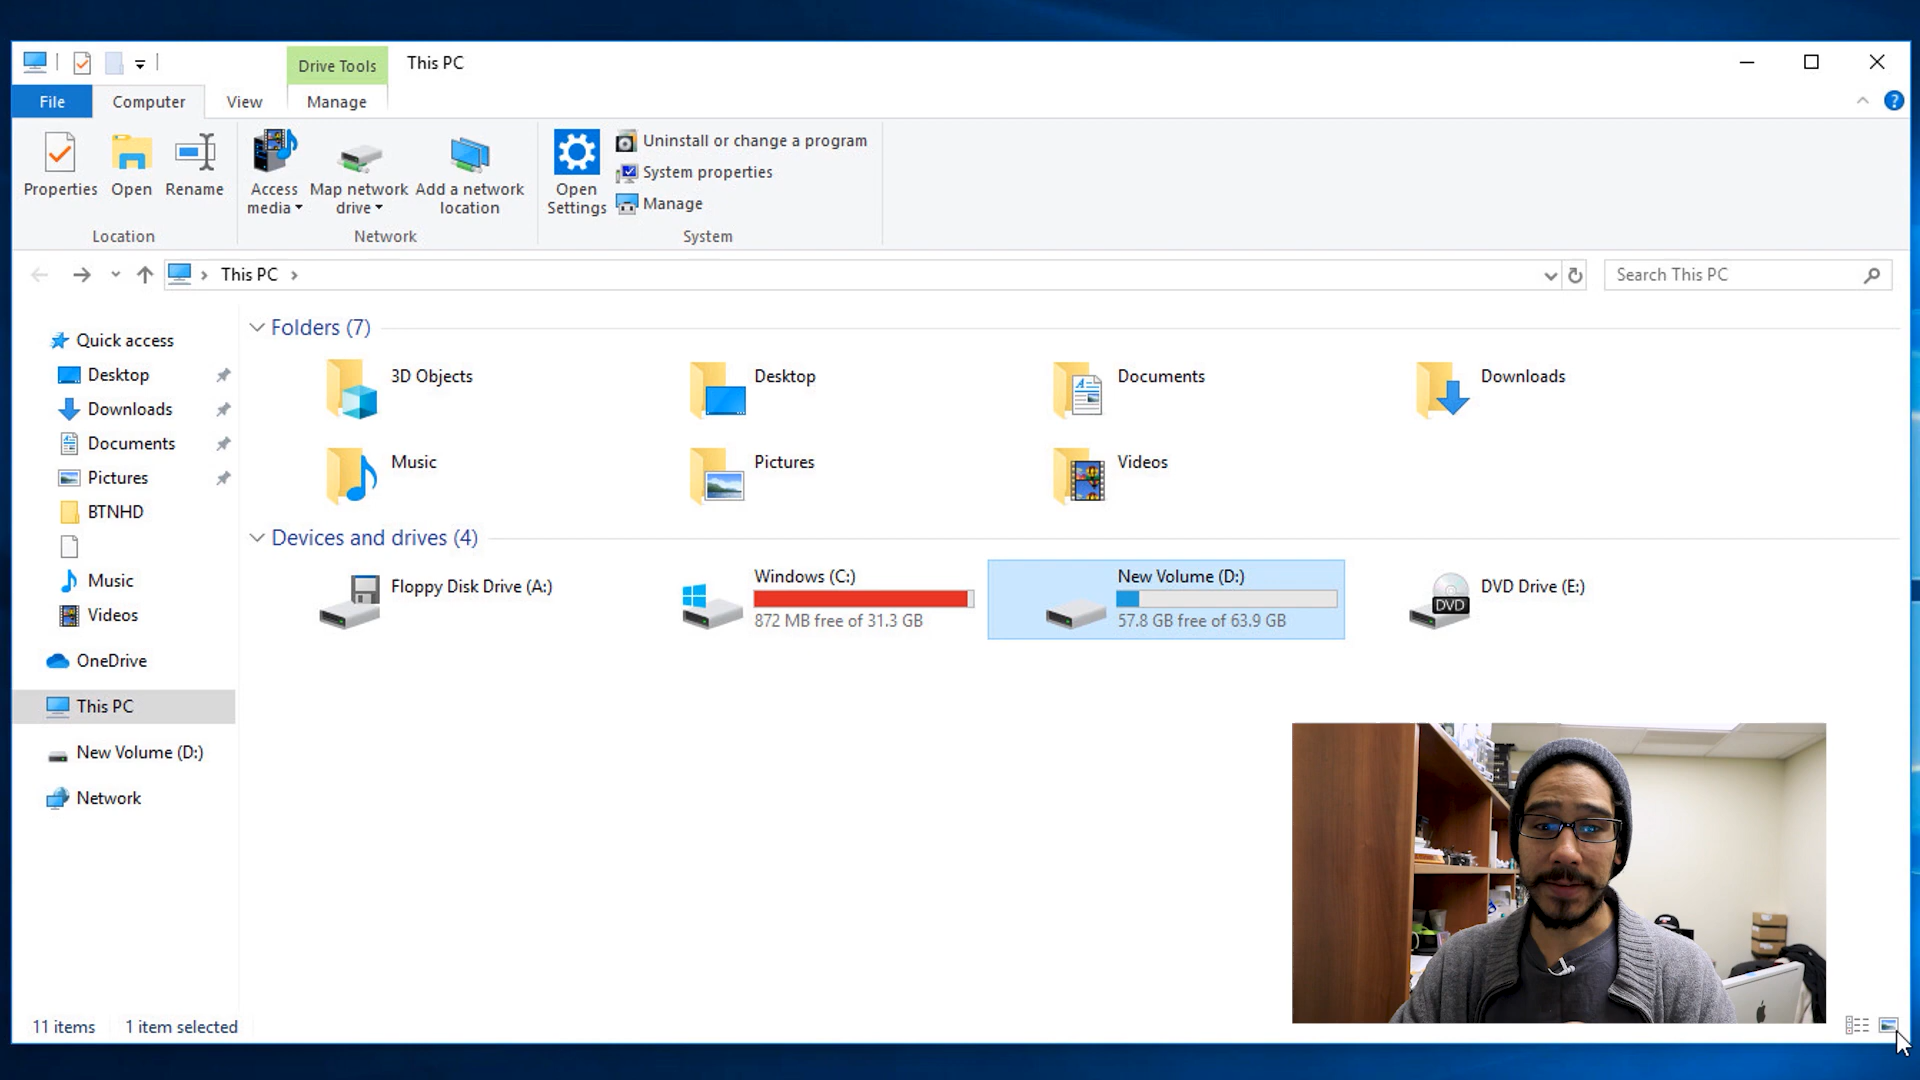 Drive Tools
This PC
File
Computer
View
Manage
Properties
Open
Rename
Access media
Map network drive
Add a network location
Open Settings
Uninstall or change a program
System properties
Manage
Location
Network
System
This PC
Search This PC
Quick access
Desktop
Downloads
Documents
Pictures
BTNHD
Music
Videos
OneDrive
This PC
New Volume (D:)
Network
Folders (7)
3D Objects
Desktop
Documents
Downloads
Music
Pictures
Videos
Devices and drives (4)
Floppy Disk Drive (A:)
Windows (C:)
872 MB free of 31.3 GB
New Volume (D:)
57.8 GB free of 63.9 GB
DVD
DVD Drive (E:)
11 items
1 item selected